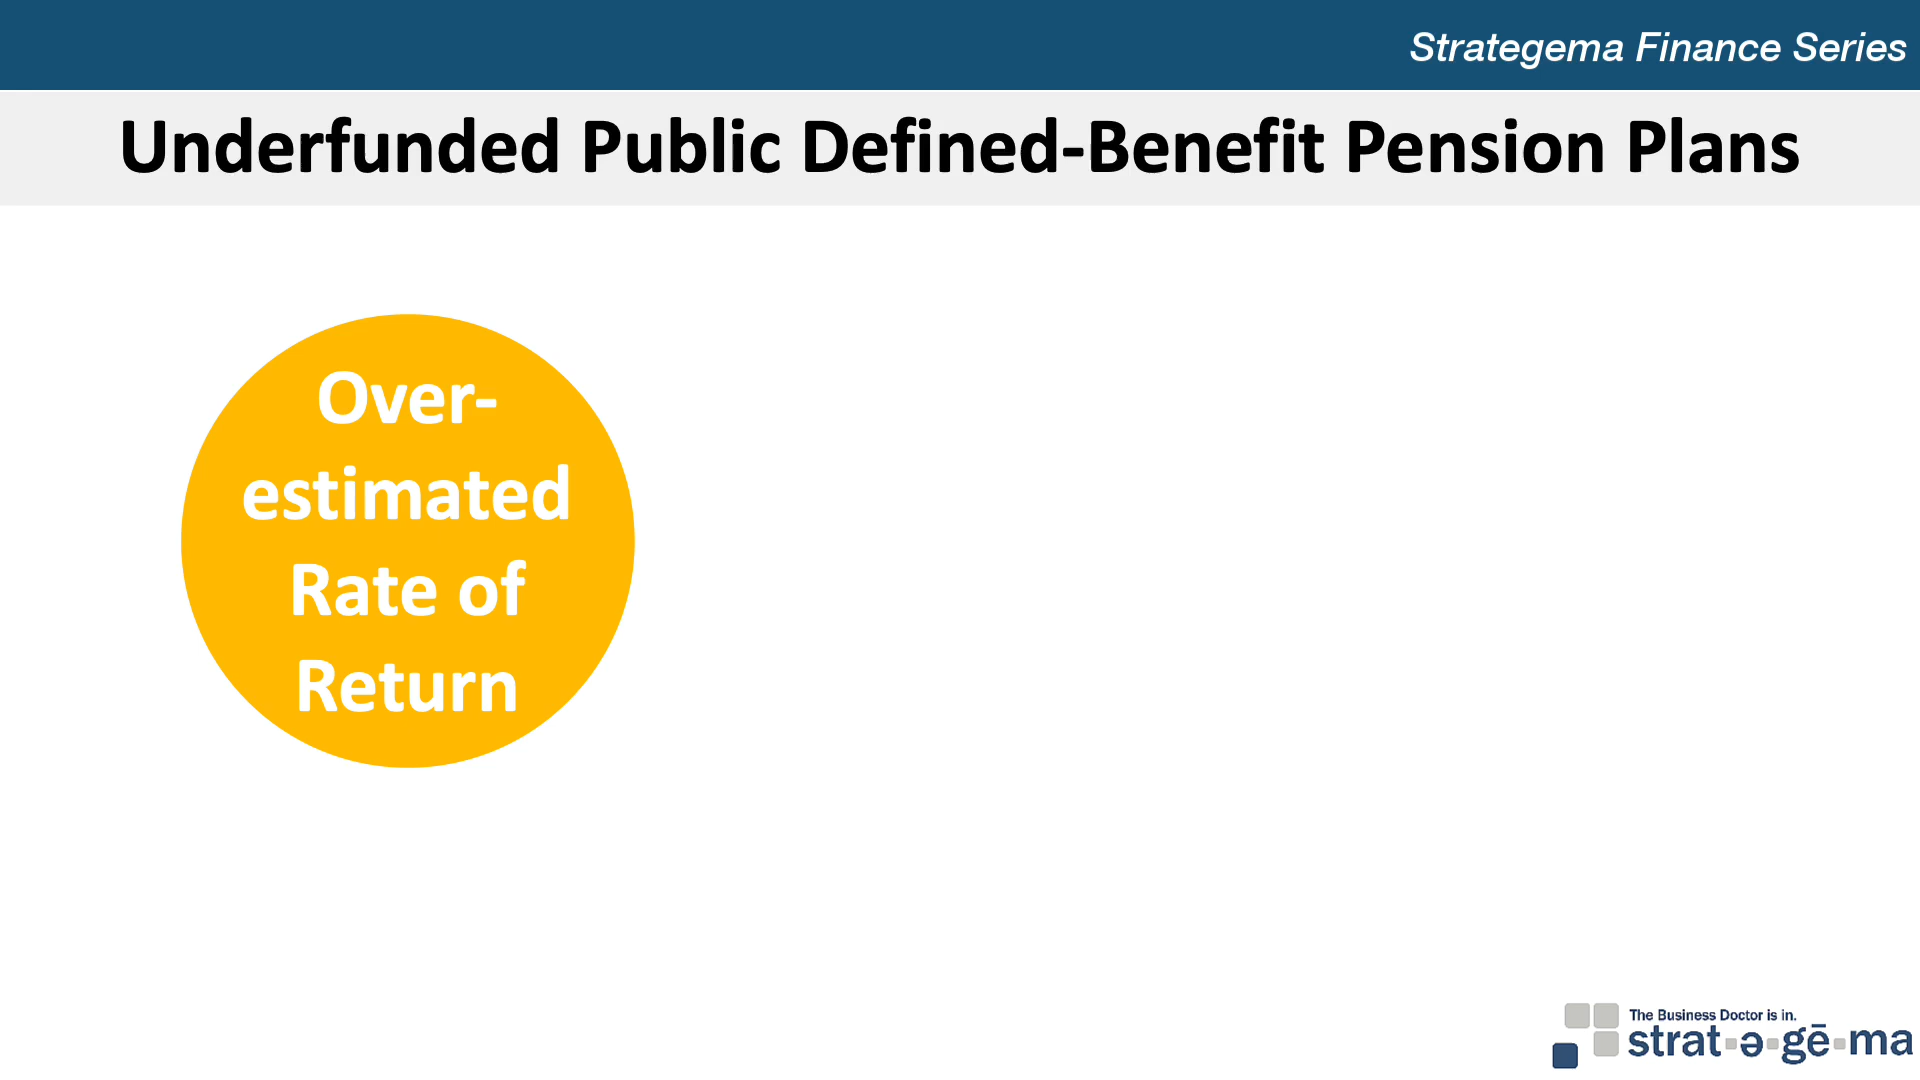 Strategema Finance Series
Underfunded Public Defined-Benefit Pension Plans
Over-
estimated
Rate of
Return
The Business Doctor is in.
strat▪ə▪gē▪ma